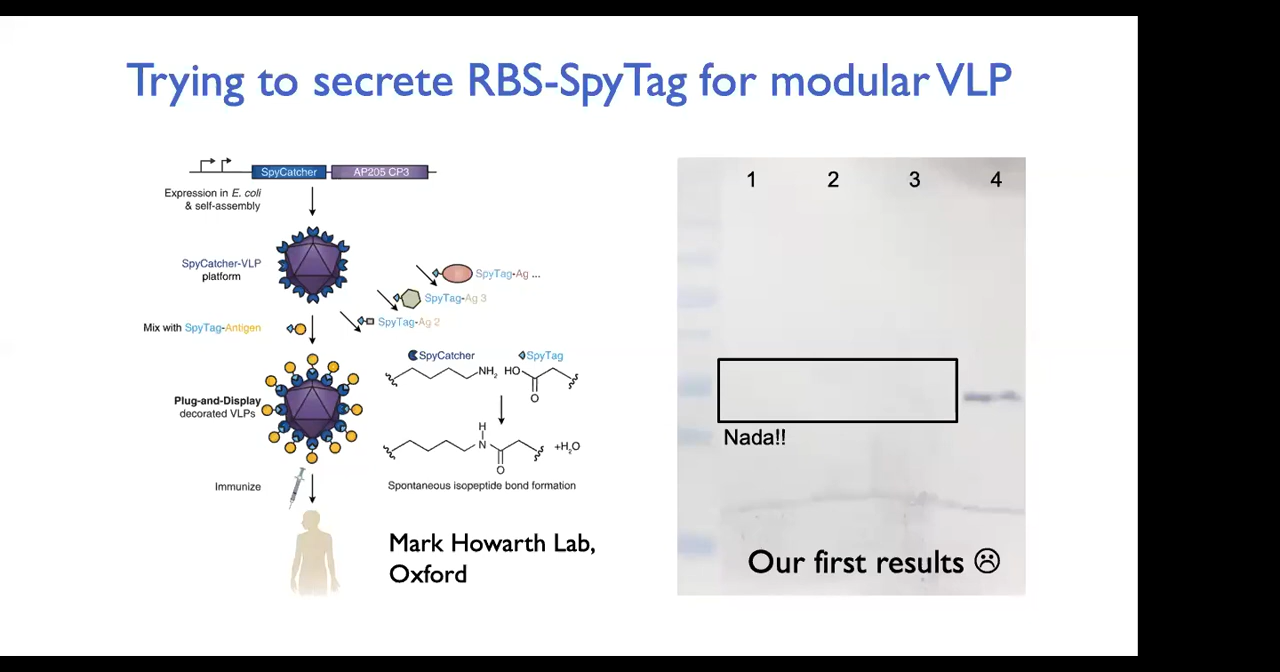 Trying to secrete RBS-SpyTag for modular VLP
SpyCatcher AP205 CP3
Expression in E. coli
& self-assembly
SpyCatcher-VLP
platform
SpyTag-Ag ...
SpyTag-Ag 3
SpyTag-Ag 2
Mix with SpyTag-Antigen
SpyCatcher SpyTag
NH₂ HO
O
Plug-and-Display
decorated VLPs
H
N
O
+H₂O
Spontaneous isopeptide bond formation
Immunize
Mark Howarth Lab,
Oxford
1 2 3 4
Nada!!
Our first results ☹